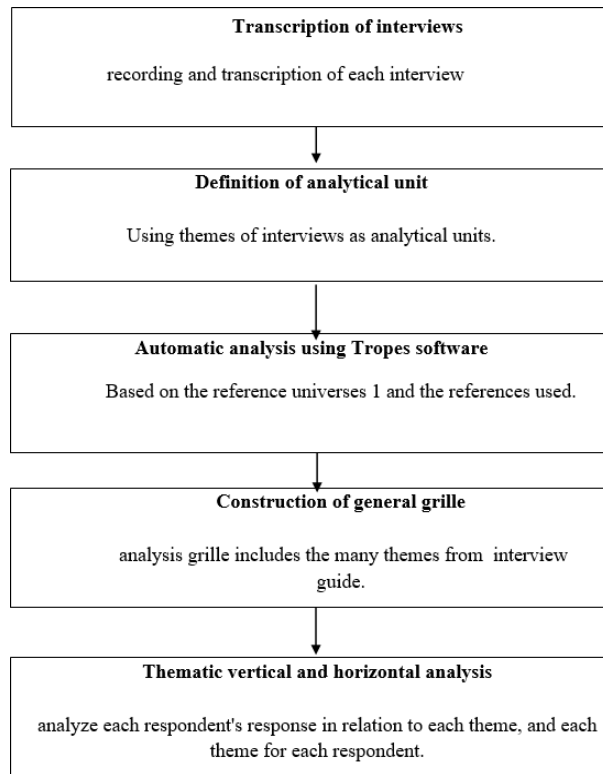 Transcription of interviews
recording and transcription of each interview
Definition of analytical unit
Using themes of interviews as analytical units.
Automatic analysis using Tropes software
Based on the reference universes 1 and the references used.
Construction of general grille
analysis grille includes the many themes from interview
guide.
Thematic vertical and horizontal analysis
analyze each respondent's response in relation to each theme, and each
theme for each respondent.